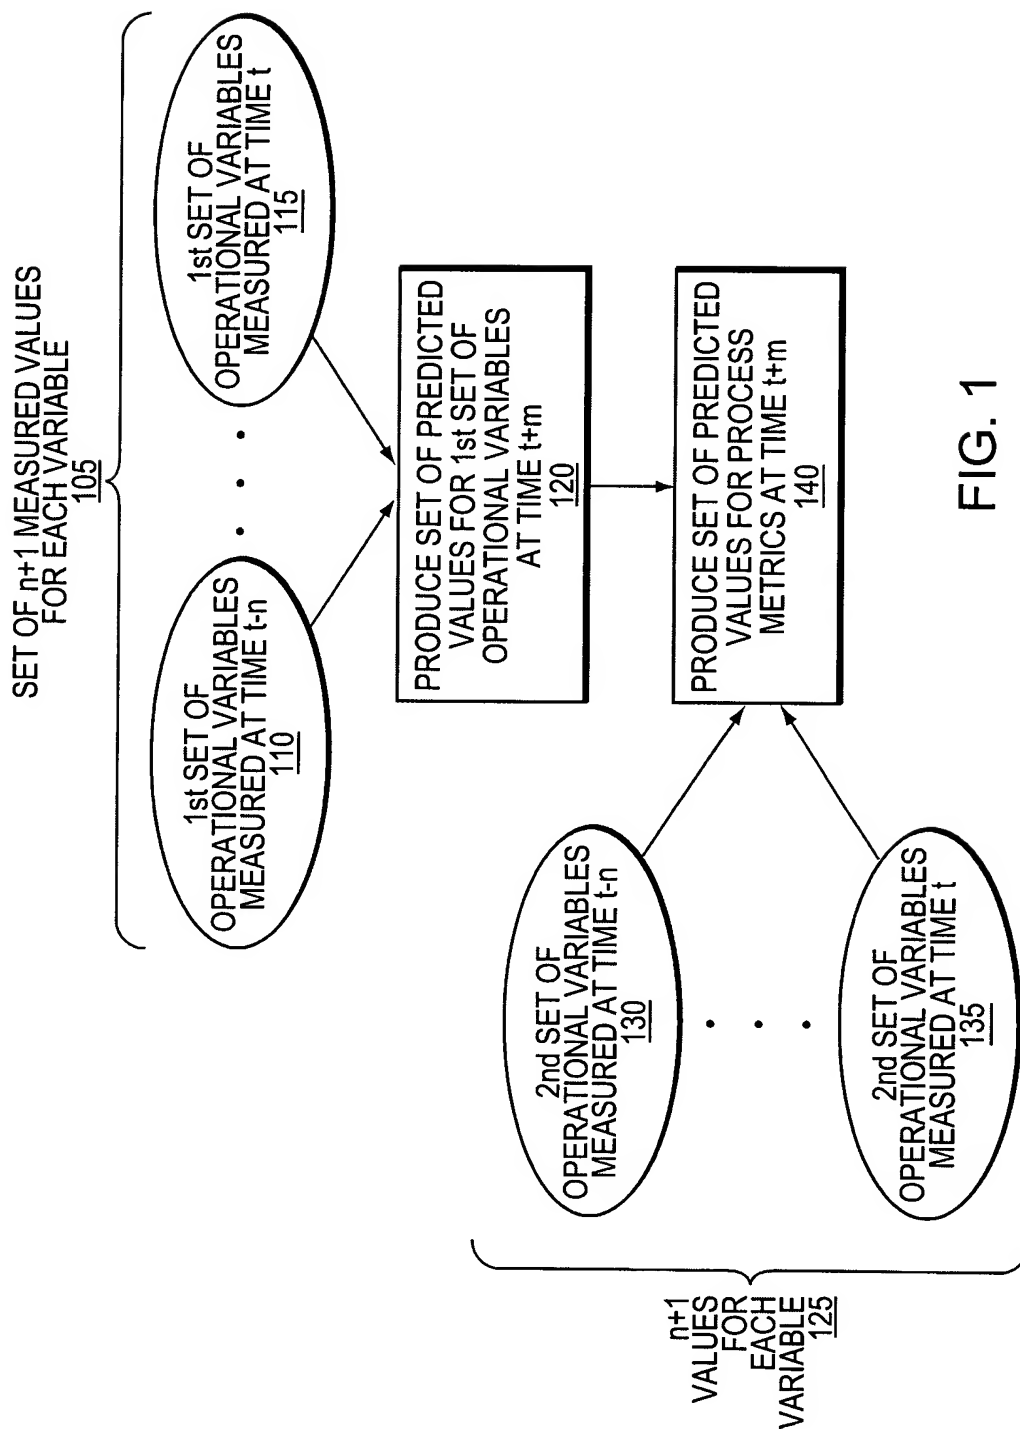 SET OF n+1 MEASURED VALUES
FOR EACH VARIABLE
105
1st SET OF
OPERATIONAL VARIABLES
MEASURED AT TIME t-n
110
1st SET OF
OPERATIONAL VARIABLES
MEASURED AT TIME t
115
PRODUCE SET OF PREDICTED
VALUES FOR 1st SET OF
OPERATIONAL VARIABLES
AT TIME t+m
120
n+1
VALUES
FOR
EACH
VARIABLE
125
2nd SET OF
OPERATIONAL VARIABLES
MEASURED AT TIME t-n
130
2nd SET OF
OPERATIONAL VARIABLES
MEASURED AT TIME t
135
PRODUCE SET OF PREDICTED
VALUES FOR PROCESS
METRICS AT TIME t+m
140
FIG. 1